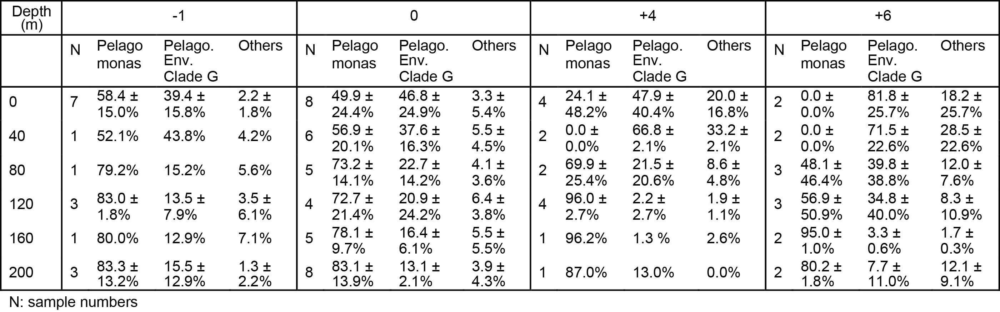 Depth (m) -1 0 +4 +6
N Pelago monas Pelago. Env. Clade G Others N Pelago monas Pelago. Env. Clade G Others N Pelago monas Pelago. Env. Clade G Others N Pelago monas Pelago. Env. Clade G Others
0 7 58.4 ± 15.0% 39.4 ± 15.8% 2.2 ± 1.8% 8 49.9 ± 24.4% 46.8 ± 24.9% 3.3 ± 5.4% 4 24.1 ± 48.2% 47.9 ± 40.4% 20.0 ± 16.8% 2 0.0 ± 0.0% 81.8 ± 25.7% 18.2 ± 25.7%
40 1 52.1% 43.8% 4.2% 6 56.9 ± 20.1% 37.6 ± 16.3% 5.5 ± 4.5% 2 0.0 ± 0.0% 66.8 ± 2.1% 33.2 ± 2.1% 2 0.0 ± 0.0% 71.5 ± 22.6% 28.5 ± 22.6%
80 1 79.2% 15.2% 5.6% 5 73.2 ± 14.1% 22.7 ± 14.2% 4.1 ± 3.6% 2 69.9 ± 25.4% 21.5 ± 20.6% 8.6 ± 4.8% 3 48.1 ± 46.4% 39.8 ± 38.8% 12.0 ± 7.6%
120 3 83.0 ± 1.8% 13.5 ± 7.9% 3.5 ± 6.1% 4 72.7 ± 21.4% 20.9 ± 24.2% 6.4 ± 3.8% 4 96.0 ± 2.7% 2.2 ± 2.7% 1.9 ± 1.1% 3 56.9 ± 50.9% 34.8 ± 40.0% 8.3 ± 10.9%
160 1 80.0% 12.9% 7.1% 5 78.1 ± 9.7% 16.4 ± 6.1% 5.5 ± 5.5% 1 96.2% 1.3 % 2.6% 2 95.0 ± 1.0% 3.3 ± 0.6% 1.7 ± 0.3%
200 3 83.3 ± 13.2% 15.5 ± 12.9% 1.3 ± 2.2% 8 83.1 ± 13.9% 13.1 ± 2.1% 3.9 ± 4.3% 1 87.0% 13.0% 0.0% 2 80.2 ± 1.8% 7.7 ± 11.0% 12.1 ± 9.1%
N: sample numbers